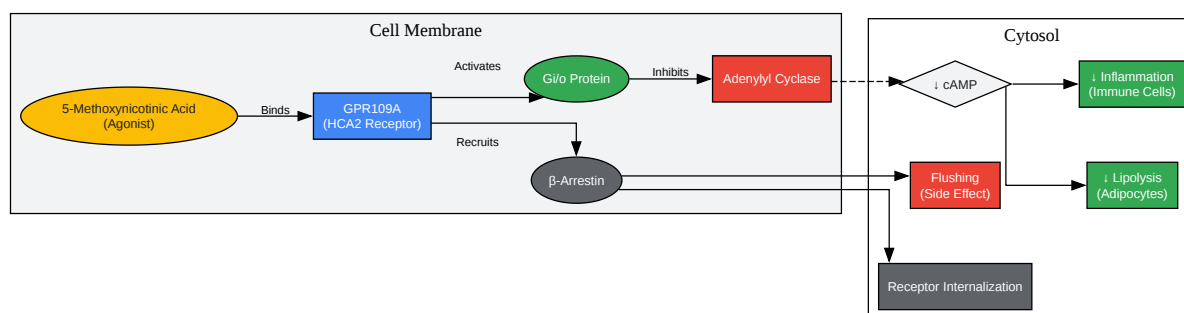 Cell Membrane
Cytosol
5-Methoxynicotinic Acid
(Agonist)
Binds
GPR109A
(HCA2 Receptor)
Activates
Recruits
Gi/o Protein
Inhibits
Adenylyl Cyclase
β-Arrestin
↓ cAMP
↓ Inflammation
(Immune Cells)
Flushing
(Side Effect)
↓ Lipolysis
(Adipocytes)
Receptor Internalization